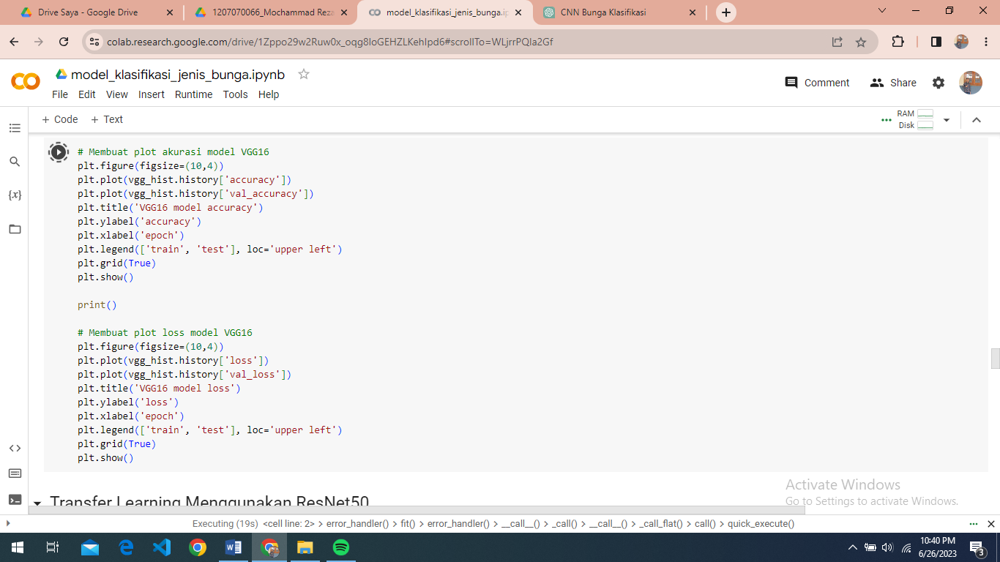 Drive Saya - Google Drive
1207070066_Mochammad Reza
model_klasifikasi_jenis_bunga.ip
CNN Bunga Klasifikasi
colab.research.google.com/drive/1Zppo29w2Ruw0x_oqg8IoGEHZLKehIpd6#scrollTo=WLjrrPQIa2Gf
model_klasifikasi_jenis_bunga.ipynb
File Edit View Insert Runtime Tools Help
Comment
Share
+ Code + Text
RAM
Disk
{x}
# Membuat plot akurasi model VGG16
plt.figure(figsize=(10,4))
plt.plot(vgg_hist.history['accuracy'])
plt.plot(vgg_hist.history['val_accuracy'])
plt.title('VGG16 model accuracy')
plt.ylabel('accuracy')
plt.xlabel('epoch')
plt.legend(['train', 'test'], loc='upper left')
plt.grid(True)
plt.show()
print()
# Membuat plot loss model VGG16
plt.figure(figsize=(10,4))
plt.plot(vgg_hist.history['loss'])
plt.plot(vgg_hist.history['val_loss'])
plt.title('VGG16 model loss')
plt.ylabel('loss')
plt.xlabel('epoch')
plt.legend(['train', 'test'], loc='upper left')
plt.grid(True)
plt.show()
Transfer Learning Menggunakan ResNet50
Activate Windows
Go to Settings to activate Windows.
Executing (19s) <cell line: 2> > error_handler() > fit() > error_handler() > __call__() > _call() > __call__() > _call_flat() > call() > quick_execute()
10:40 PM
6/26/2023
3